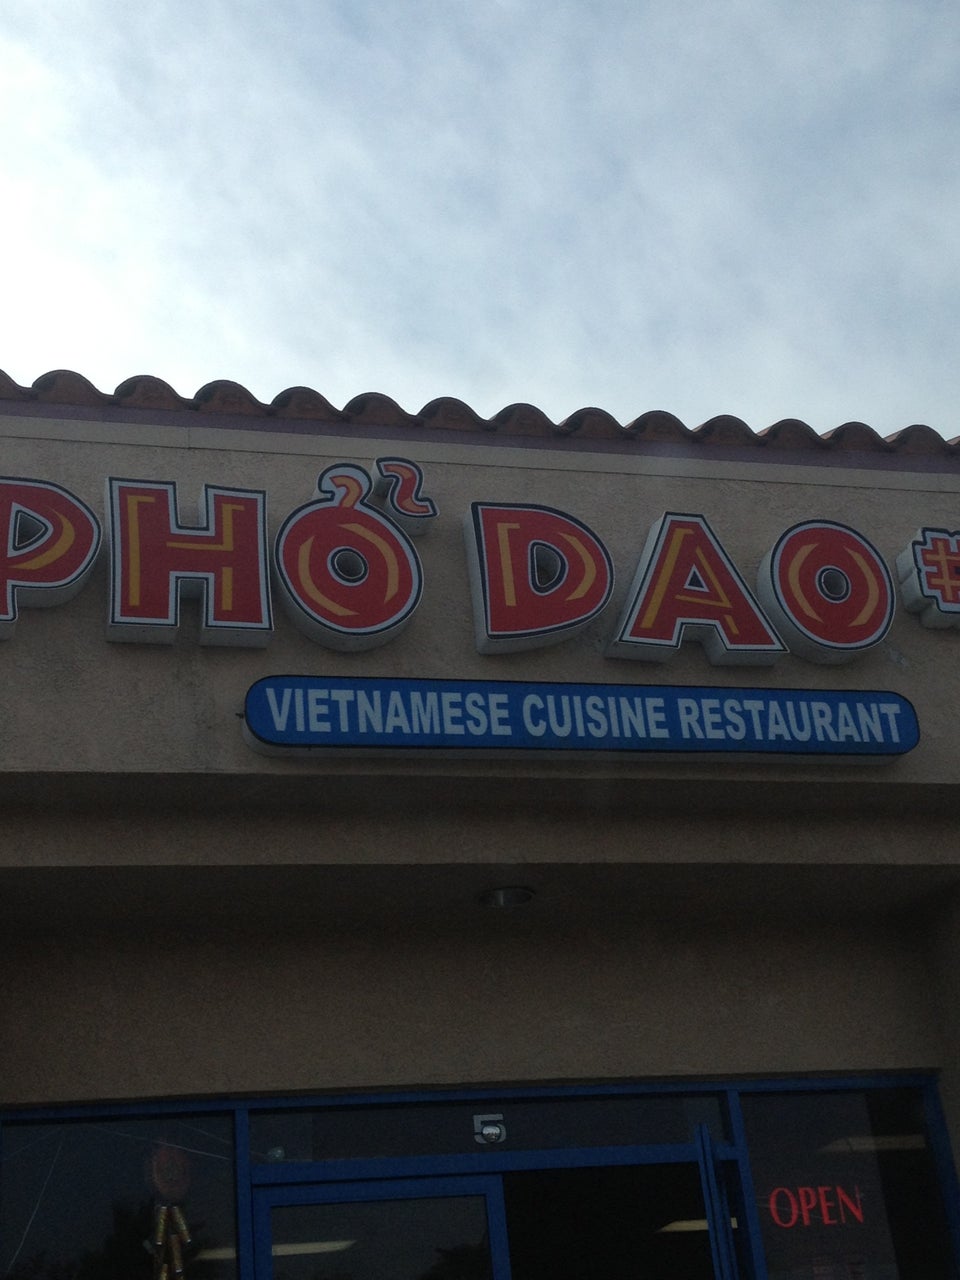 PHỞ DAO #
VIETNAMESE CUISINE RESTAURANT
5
OPEN